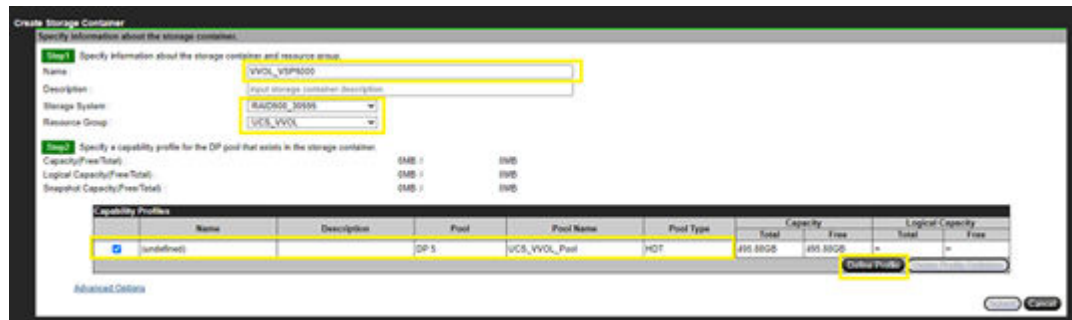 Create Storage Container
Specify information about the storage container.
Step1 Specify information about the storage container and resource group.
Name : VVOL_VSP5000
Description : Input storage container description.
Storage System : RAID900_30595
Resource Group : UCS_VVOL
Step2 Specify a capability profile for the DP pool that exists in the storage container
Capacity(Free/Total) : 0MB / 0MB
Logical Capacity(Free/Total) : 0MB / 0MB
Snapshot Capacity(Free/Total) : 0MB / 0MB
Capability Profiles
Name Description Pool Pool Name Pool Type Capacity Logical Capacity
Total Free Total Free
(undefined) DP 5 UCS_VVOL_Pool HDT 495.88GB 495.88GB - -
Define Profile
Advanced Options
Submit Cancel